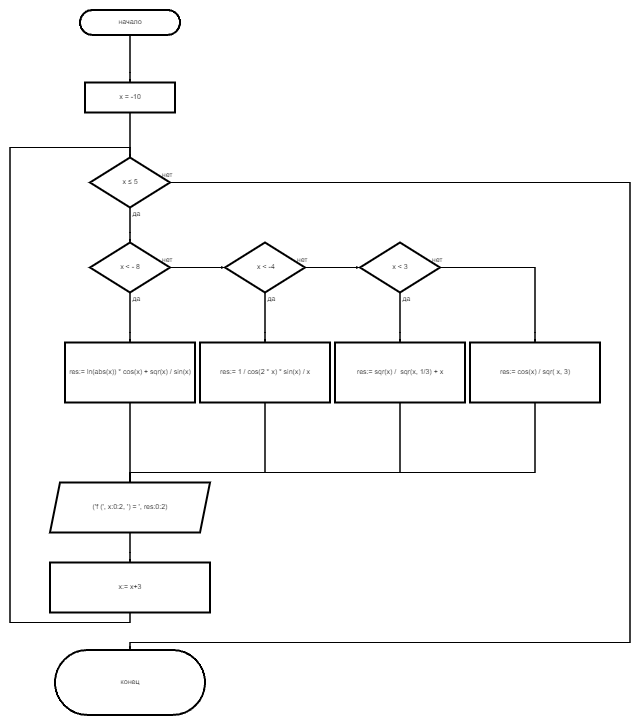 начало
x = -10
x ≤ 5
нет
да
x < - 8
нет
да
x < -4
нет
да
x < 3
нет
да
res:= ln(abs(x)) * cos(x) + sqr(x) / sin(x)
res:= 1 / cos(2 * x) * sin(x) / x
res:= sqr(x) / sqr(x, 1/3) + x
res:= cos(x) / sqr( x, 3)
('f (', x:0:2, ') = ', res:0:2)
x:= x+3
конец